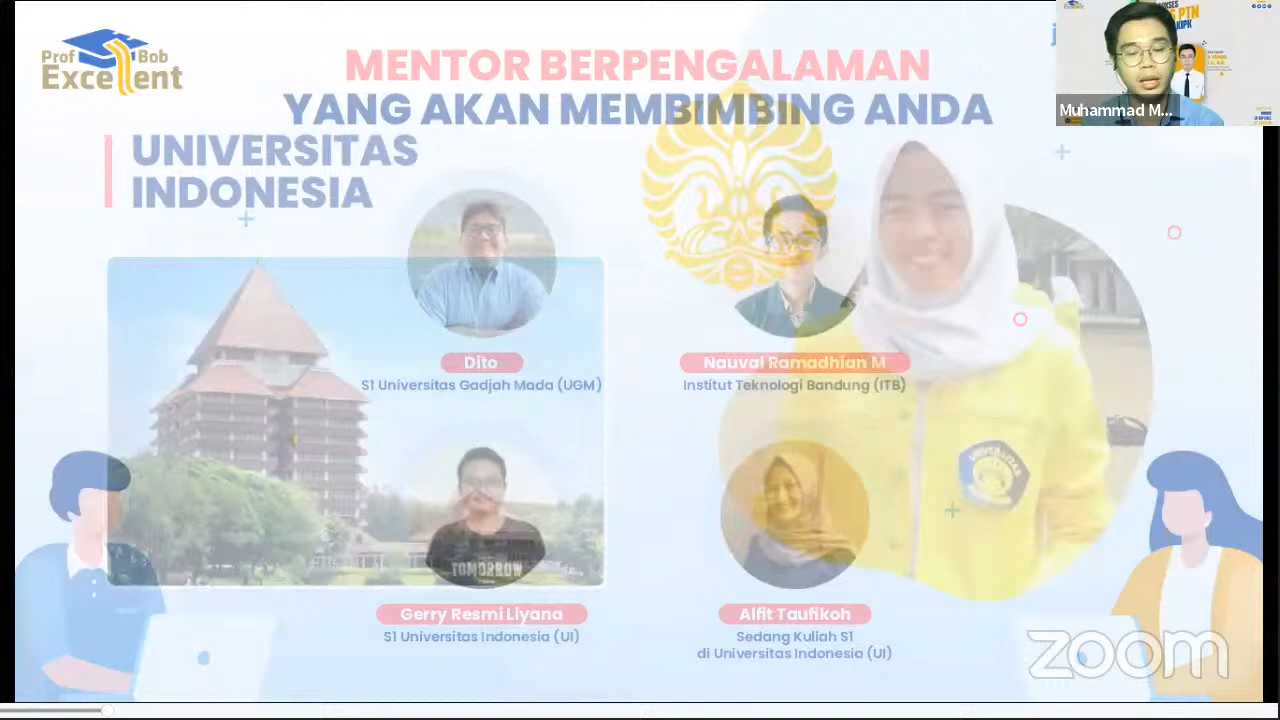 Prof Bob
Excellent
MENTOR BERPENGALAMAN
YANG AKAN MEMBIMBING ANDA
UNIVERSITAS
INDONESIA
PTN
KIPK
Muhammad M...
Dito
S1 Universitas Gadjah Mada (UGM)
Nauval Ramadhian M
Institut Teknologi Bandung (ITB)
TOMORROW
Gerry Resmi Liyana
S1 Universitas Indonesia (UI)
Alfit Taufikoh
Sedang Kuliah S1
di Universitas Indonesia (UI)
zoom